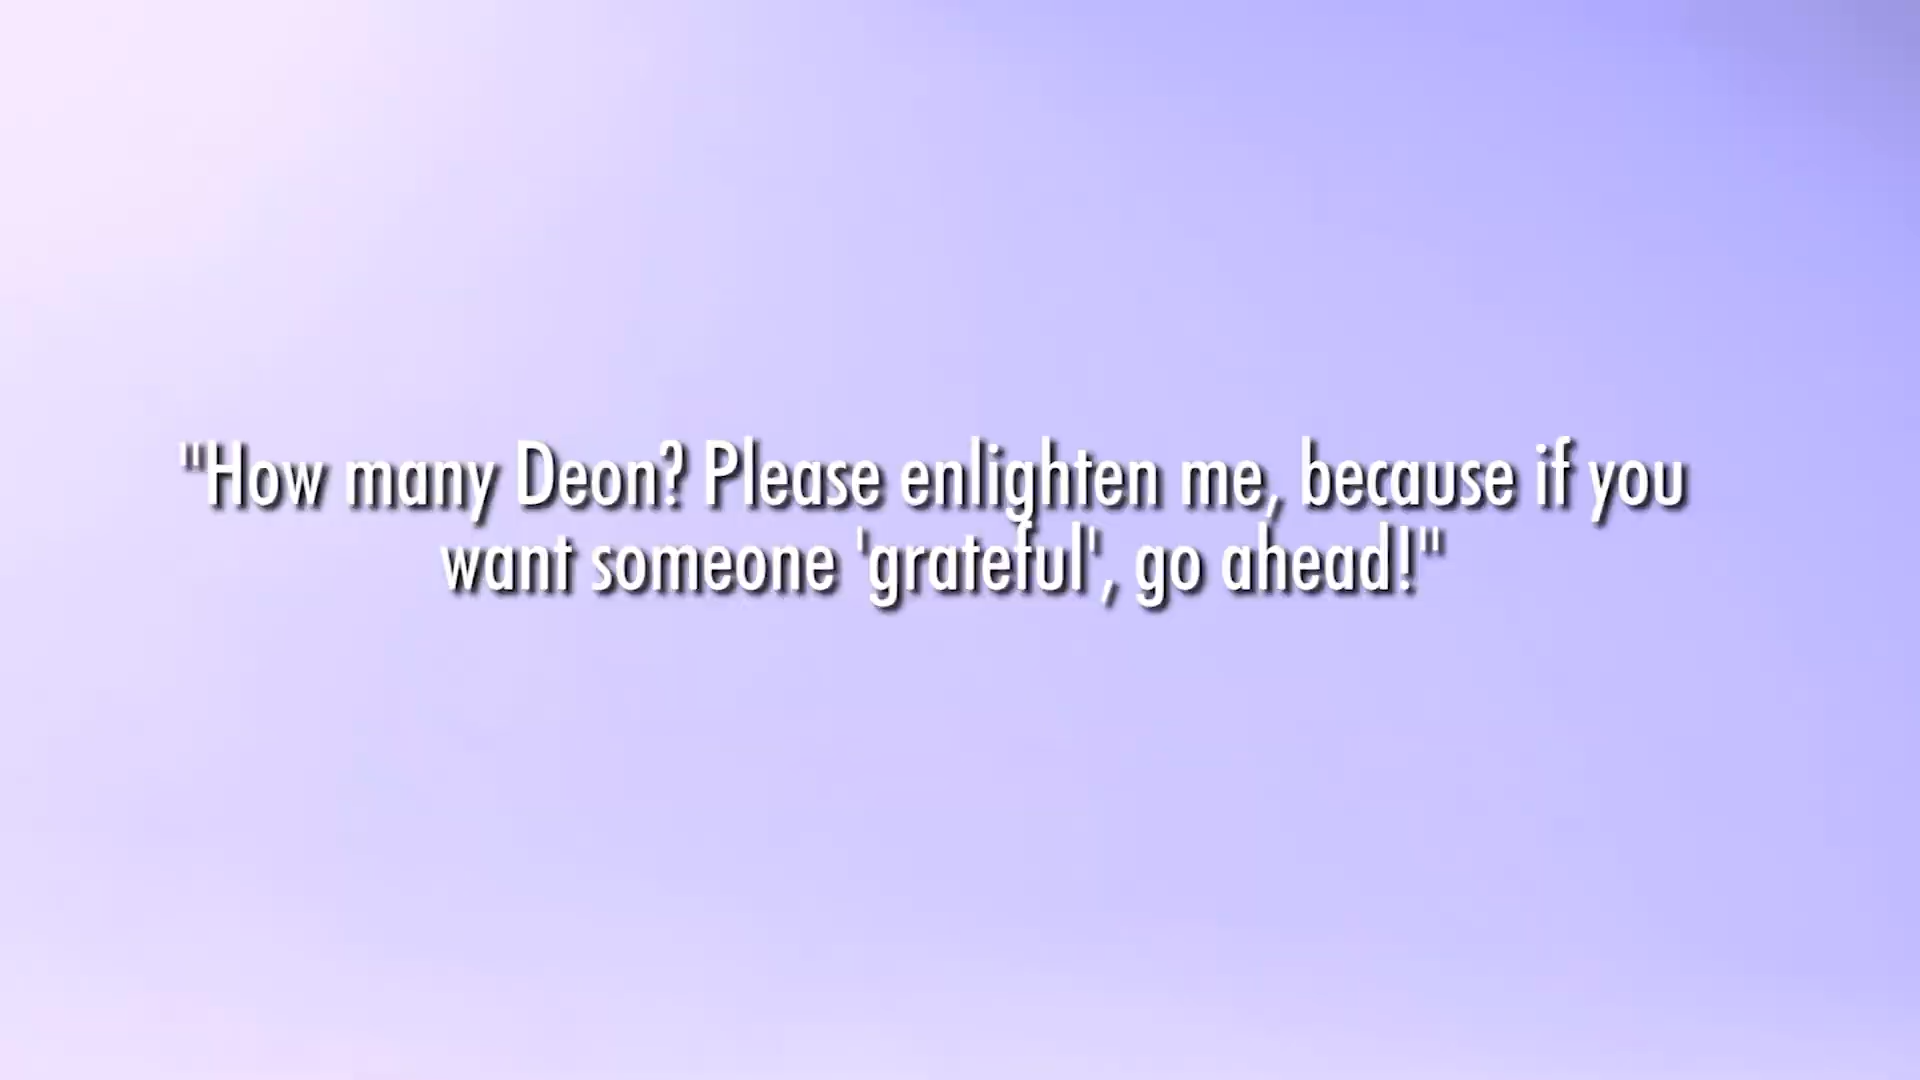 "How many Deon? Please enlighten me, because if you
want someone 'grateful', go ahead!"